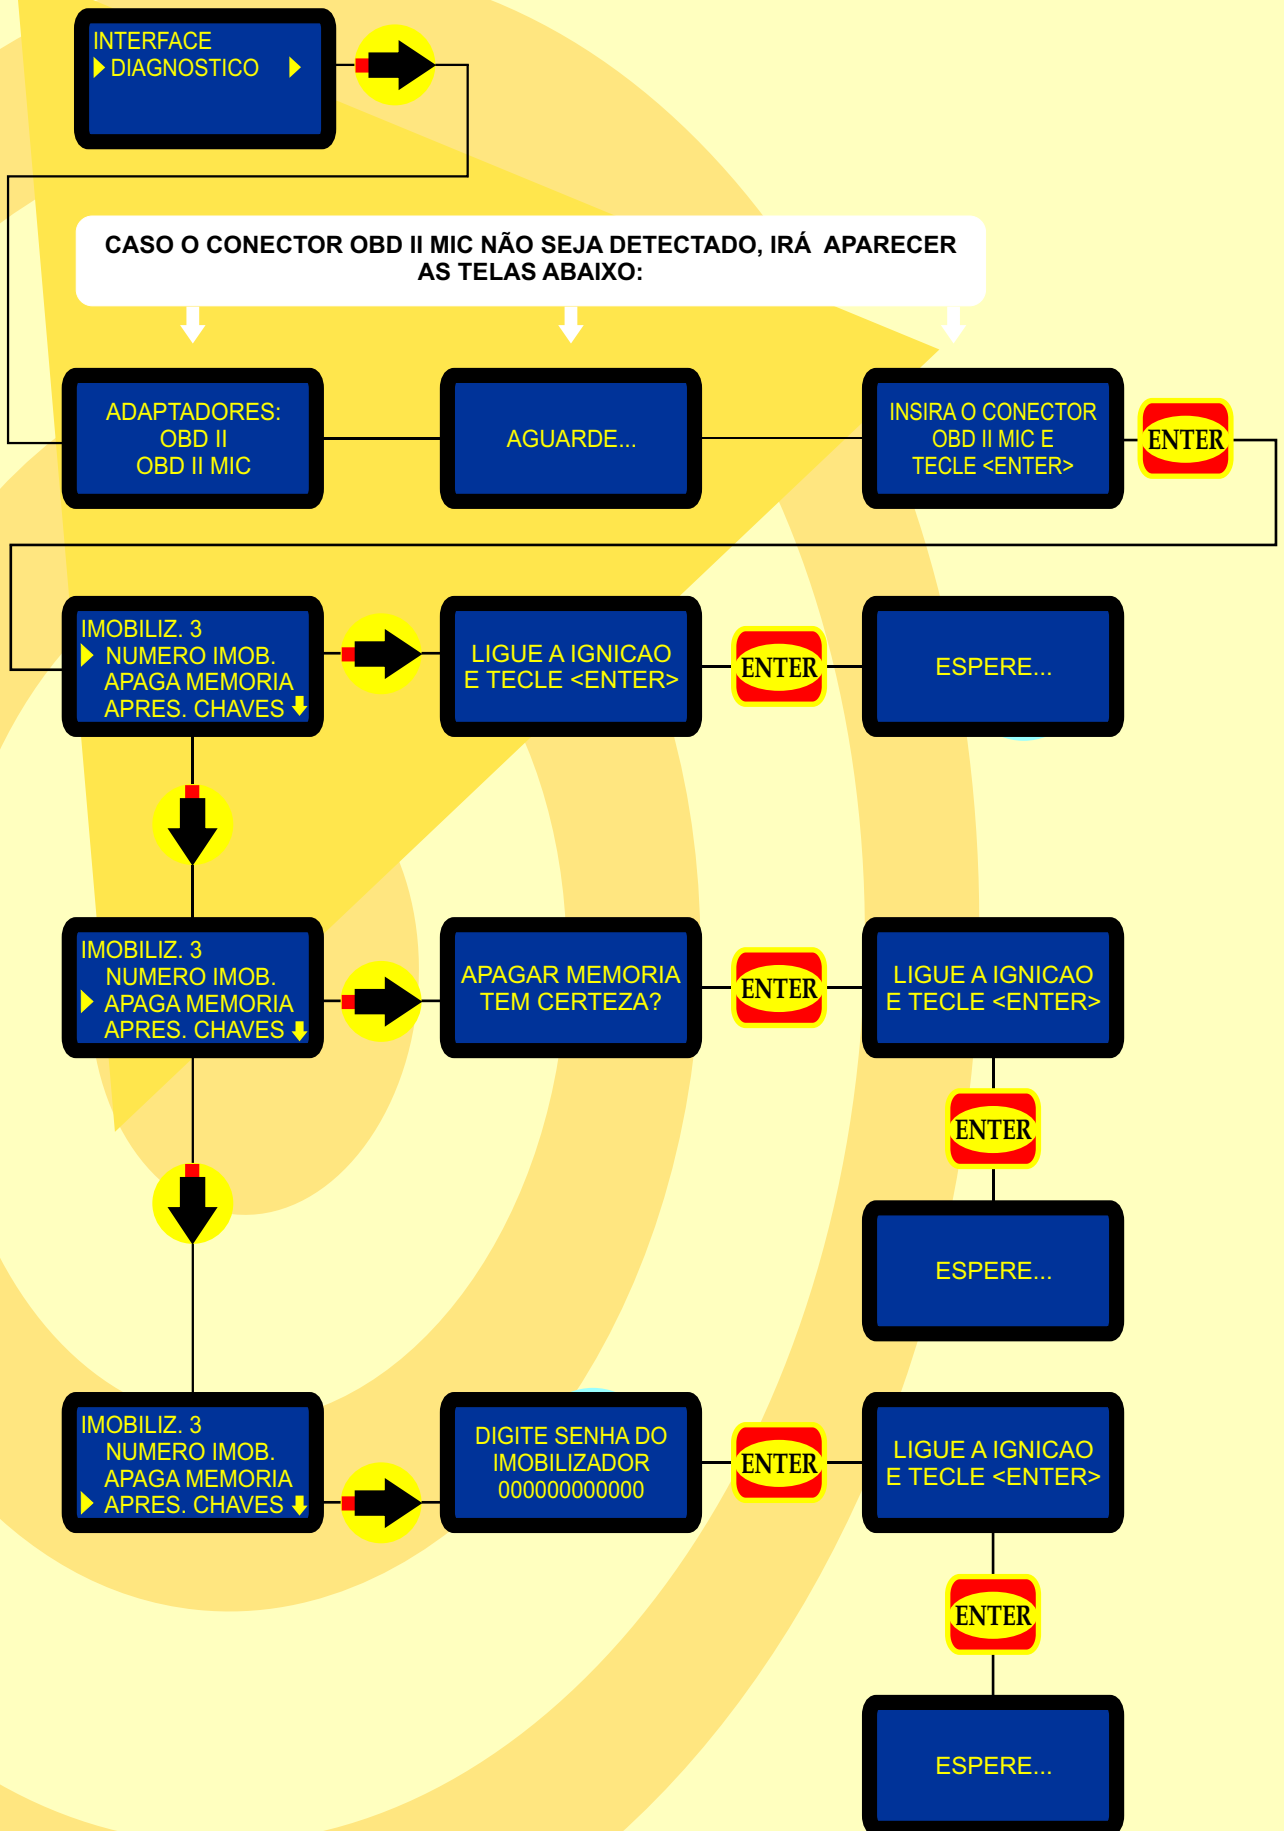 INTERFACE
DIAGNOSTICO
CASO O CONECTOR OBD II MIC NÃO SEJA DETECTADO, IRÁ APARECER
AS TELAS ABAIXO:
ADAPTADORES:
OBD II
OBD II MIC
AGUARDE...
INSIRA O CONECTOR
OBD II MIC E
TECLE <ENTER>
ENTER
IMOBILIZ. 3
NUMERO IMOB.
APAGA MEMORIA
APRES. CHAVES
LIGUE A IGNICAO
E TECLE <ENTER>
ENTER
ESPERE...
IMOBILIZ. 3
NUMERO IMOB.
APAGA MEMORIA
APRES. CHAVES
APAGAR MEMORIA
TEM CERTEZA?
ENTER
LIGUE A IGNICAO
E TECLE <ENTER>
ENTER
ESPERE...
IMOBILIZ. 3
NUMERO IMOB.
APAGA MEMORIA
APRES. CHAVES
DIGITE SENHA DO
IMOBILIZADOR
000000000000
ENTER
LIGUE A IGNICAO
E TECLE <ENTER>
ENTER
ESPERE...